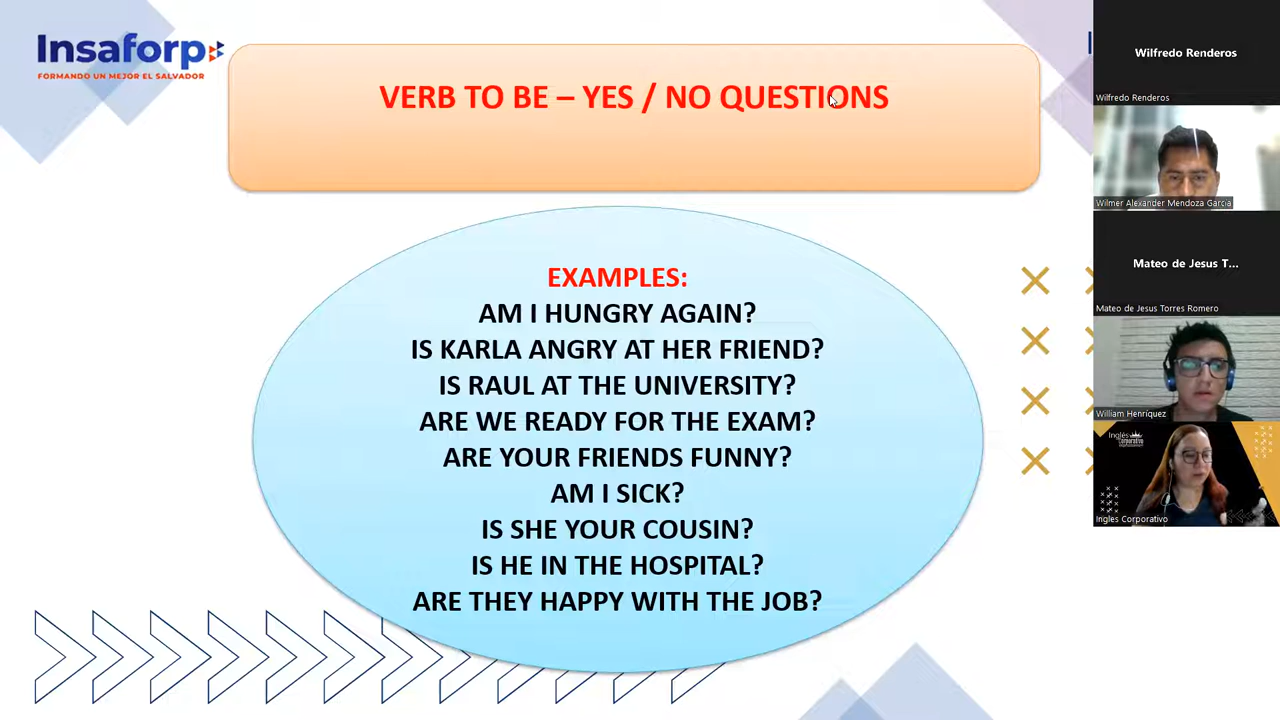 Insaforp
FORMANDO UN MEJOR EL SALVADOR
VERB TO BE – YES / NO QUESTIONS
EXAMPLES:
AM I HUNGRY AGAIN?
IS KARLA ANGRY AT HER FRIEND?
IS RAUL AT THE UNIVERSITY?
ARE WE READY FOR THE EXAM?
ARE YOUR FRIENDS FUNNY?
AM I SICK?
IS SHE YOUR COUSIN?
IS HE IN THE HOSPITAL?
ARE THEY HAPPY WITH THE JOB?
Wilfredo Renderos
Wilfredo Renderos
Wilmer Alexander Mendoza Garcia
Mateo de Jesus T...
Mateo de Jesus Torres Romero
William Henríquez
Inglés
Corporativo
Ingles Corporativo